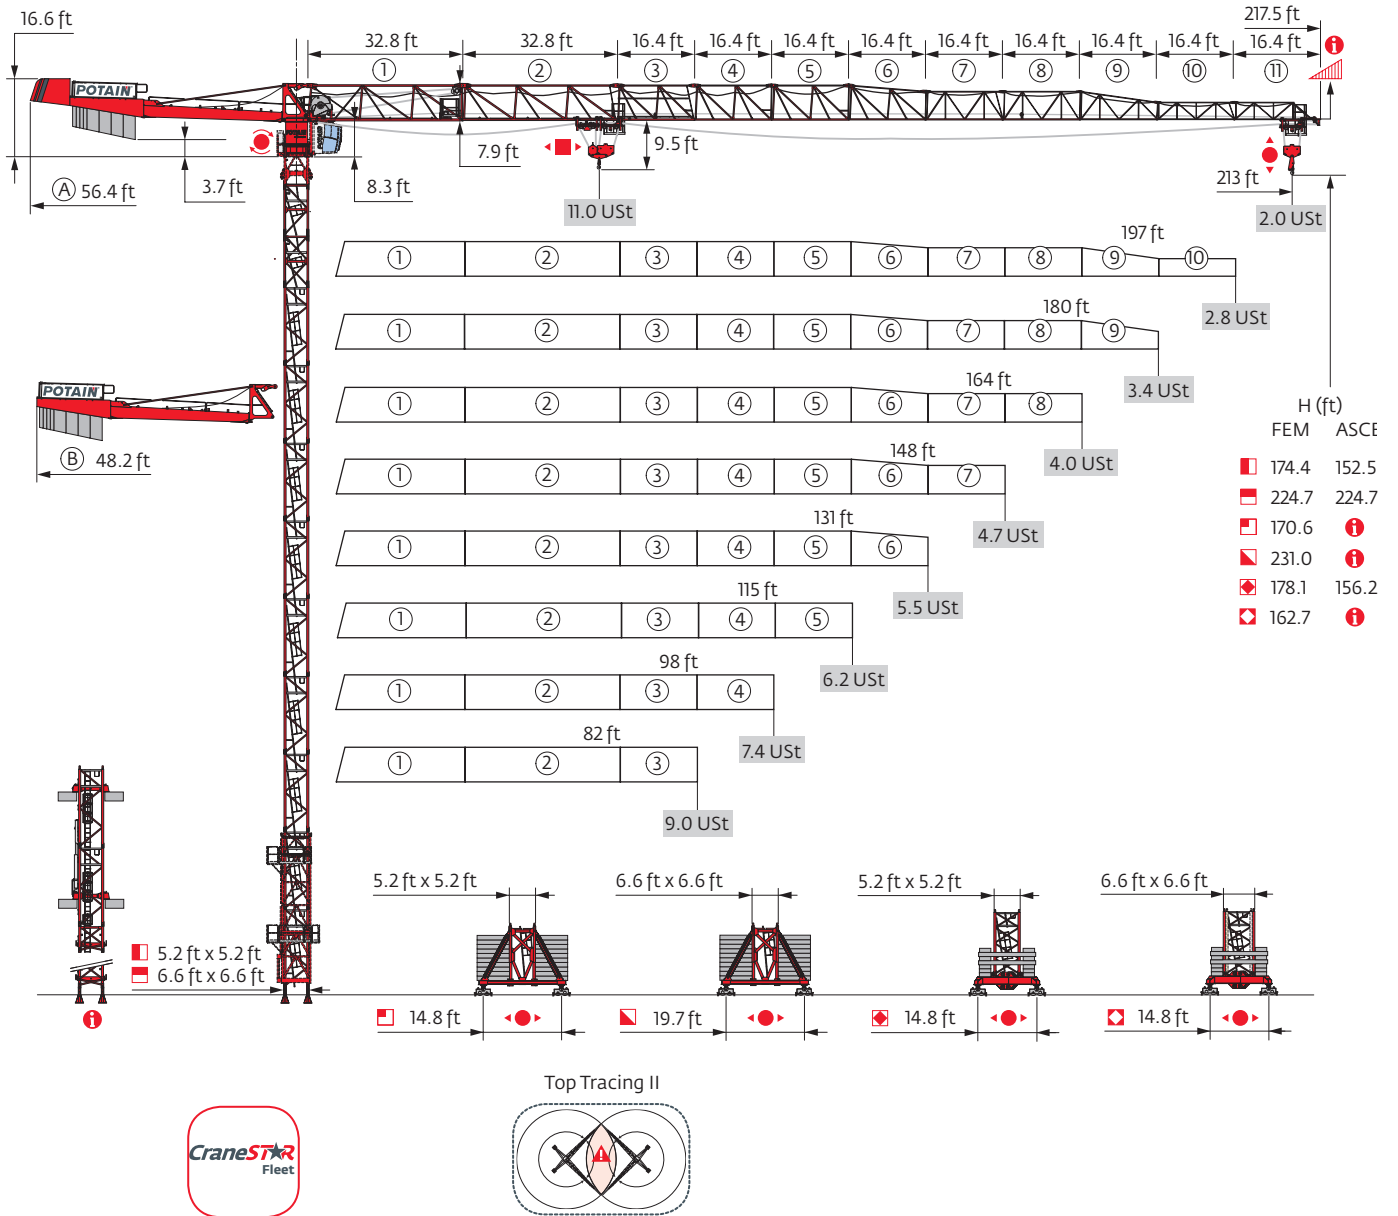 16.6 ft
217.5 ft
32.8 ft 32.8 ft 16.4 ft 16.4 ft 16.4 ft 16.4 ft 16.4 ft 16.4 ft 16.4 ft 16.4 ft 16.4 ft
1 2 3 4 5 6 7 8 9 10 11
i
POTAIN
7.9 ft
9.5 ft
3.7 ft
8.3 ft
A 56.4 ft
213 ft
11.0 USt
2.0 USt
197 ft
1 2 3 4 5 6 7 8 9 10
2.8 USt
180 ft
1 2 3 4 5 6 7 8 9
3.4 USt
POTAIN
B 48.2 ft
164 ft
1 2 3 4 5 6 7 8
4.0 USt
148 ft
1 2 3 4 5 6 7
4.7 USt
131 ft
1 2 3 4 5 6
5.5 USt
115 ft
1 2 3 4 5
6.2 USt
98 ft
1 2 3 4
7.4 USt
82 ft
1 2 3
9.0 USt
H (ft)
FEM ASCE
174.4 152.5
224.7 224.7
170.6 i
231.0 i
178.1 156.2
162.7 i
5.2 ft x 5.2 ft
6.6 ft x 6.6 ft
i
5.2 ft x 5.2 ft 6.6 ft x 6.6 ft 5.2 ft x 5.2 ft 6.6 ft x 6.6 ft
14.8 ft 19.7 ft 14.8 ft 14.8 ft
CraneSTAR
Fleet
Top Tracing II